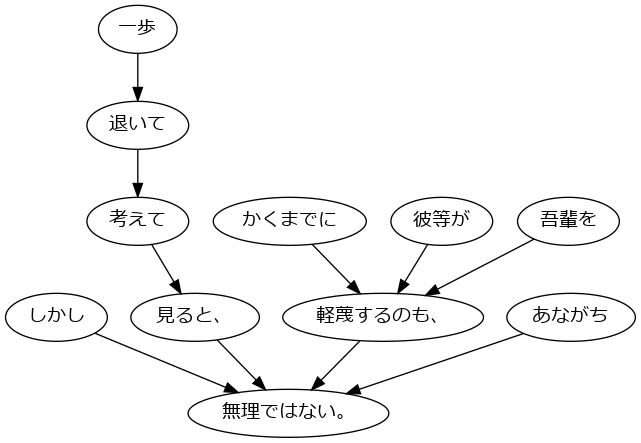 一歩
退いて
考えて
かくまでに
彼等が
吾輩を
しかし
見ると、
軽蔑するのも、
あながち
無理ではない。